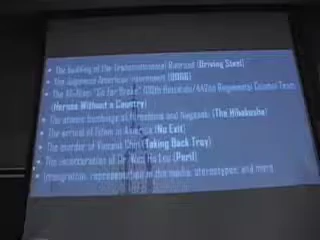 • The building of the Transcontinental Railroad (Driving Steel)
• The Japanese American internment
• The All-Nisei "Go for Broke" 100th Battalion/442nd Regimental Combat Team
(Heroes Without a Country)
• The atomic bombings of Hiroshima and Nagasaki (The Hibakusha)
• The arrival of Islam in America (No Exit)
• The murder of Vincent Chin (Taking Back Troy)
• The incarceration of Dr. Wen Ho Lee (Peril)
• Immigration, representation in the media, stereotypes, and more